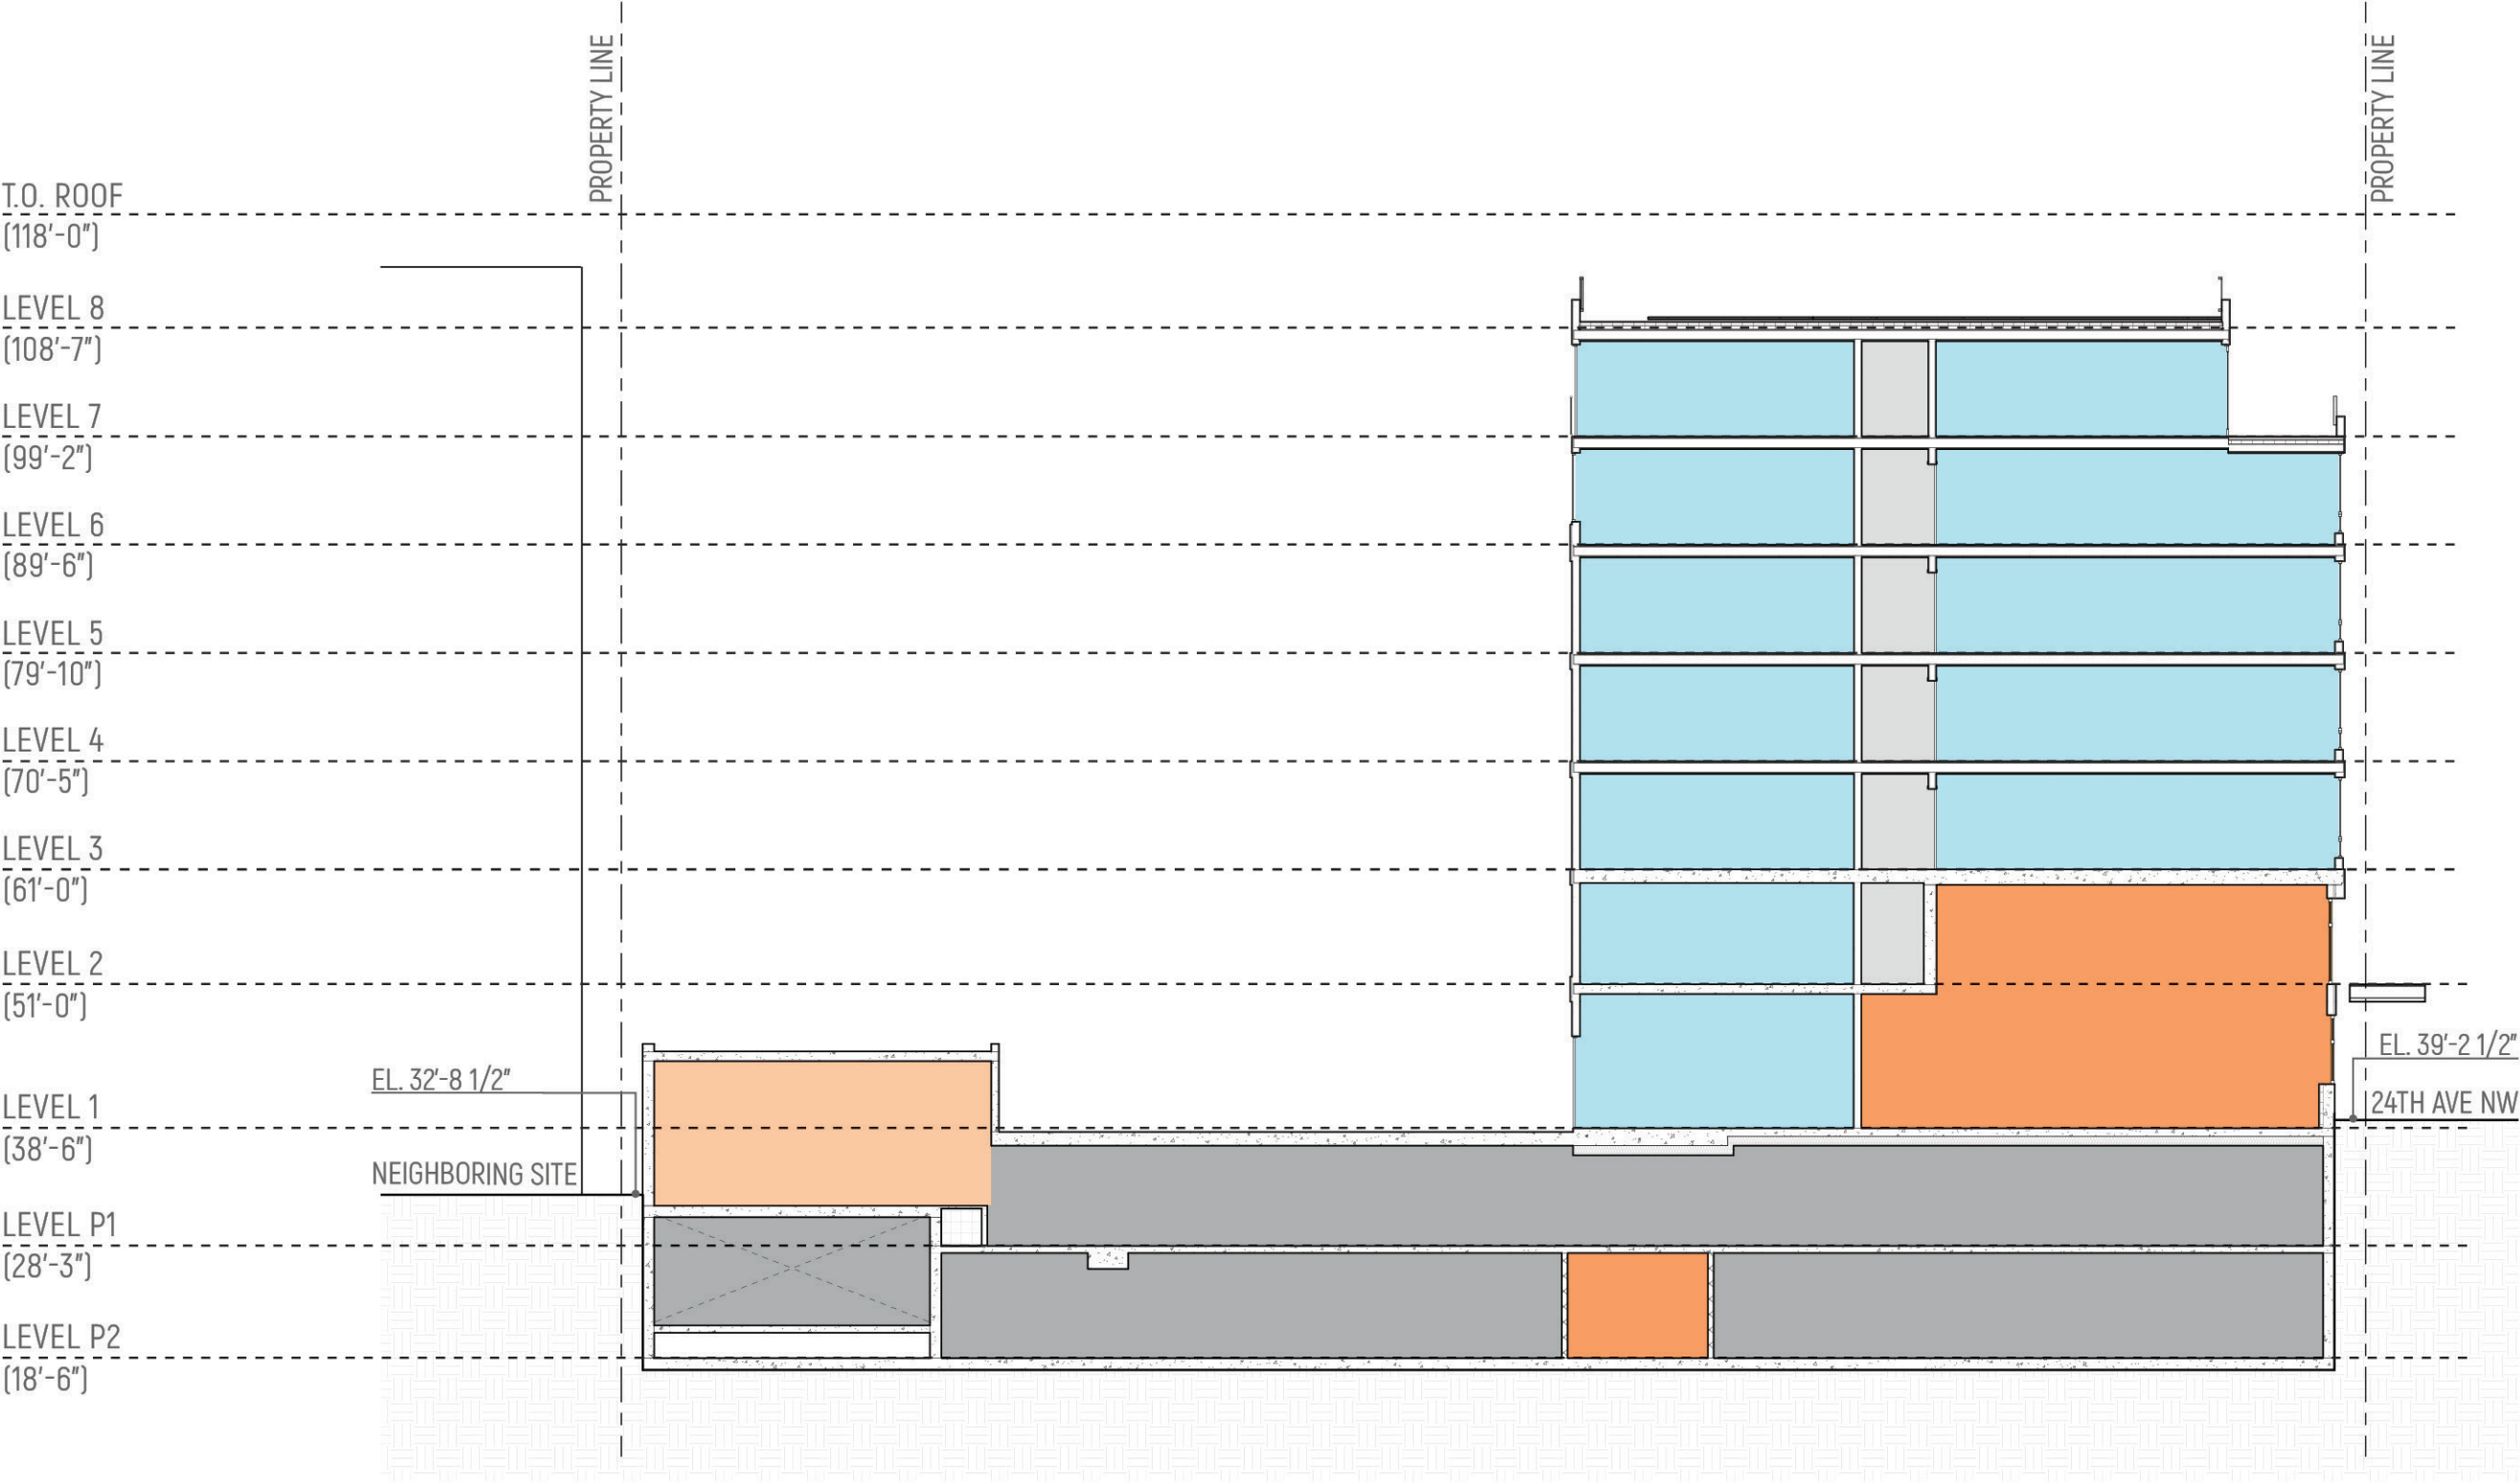 PROPERTY LINE
PROPERTY LINE
T.O. ROOF
(118'-0")
LEVEL 8
(108'-7")
LEVEL 7
(99'-2")
LEVEL 6
(89'-6")
LEVEL 5
(79'-10")
LEVEL 4
(70'-5")
LEVEL 3
(61'-0")
LEVEL 2
(51'-0")
EL. 39'-2 1/2"
EL. 32'-8 1/2"
LEVEL 1
24TH AVE NW
(38'-6")
NEIGHBORING SITE
LEVEL P1
(28'-3")
LEVEL P2
(18'-6")